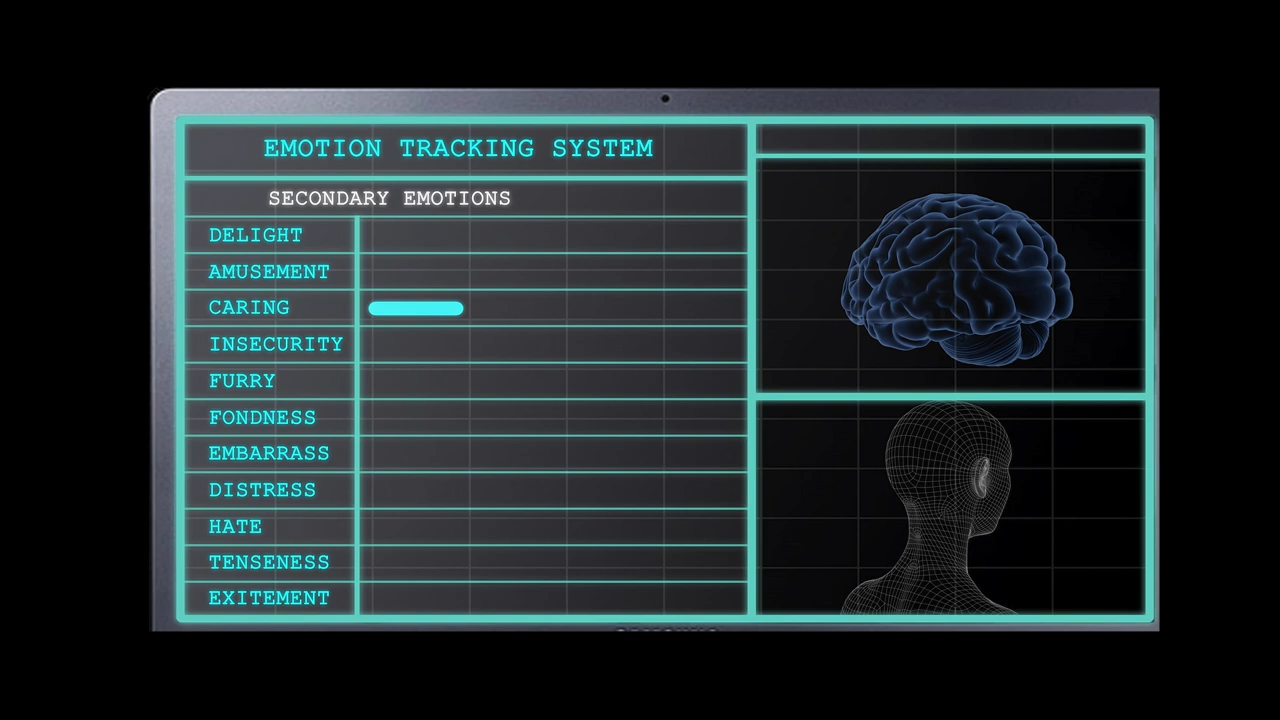 EMOTION TRACKING SYSTEM
SECONDARY EMOTIONS
DELIGHT
AMUSEMENT
CARING
INSECURITY
FURRY
FONDNESS
EMBARRASS
DISTRESS
HATE
TENSENESS
EXITEMENT